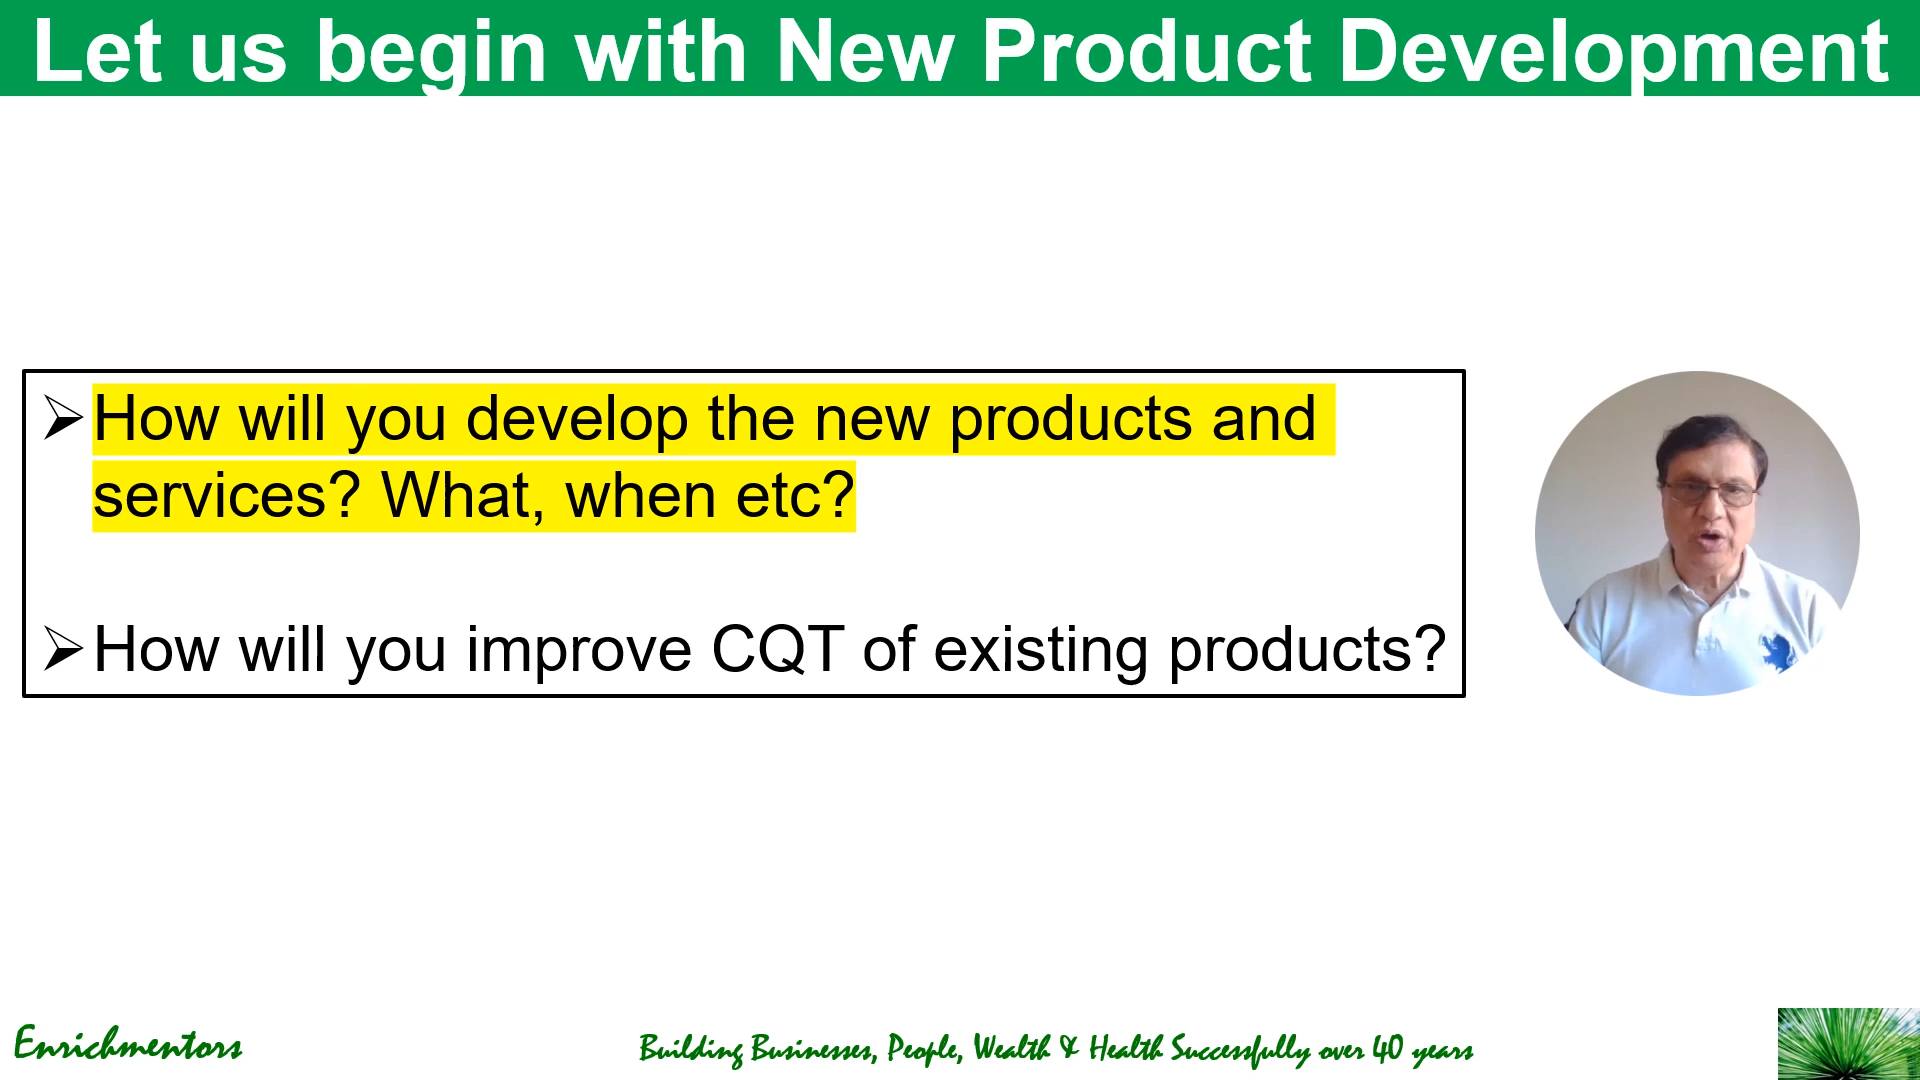 Let us begin with New Product Development
How will you develop the new products and
services? What, when etc?
How will you improve CQT of existing products?
Enrichmentors
Building Businesses, People, Wealth & Health Successfully over 40 years